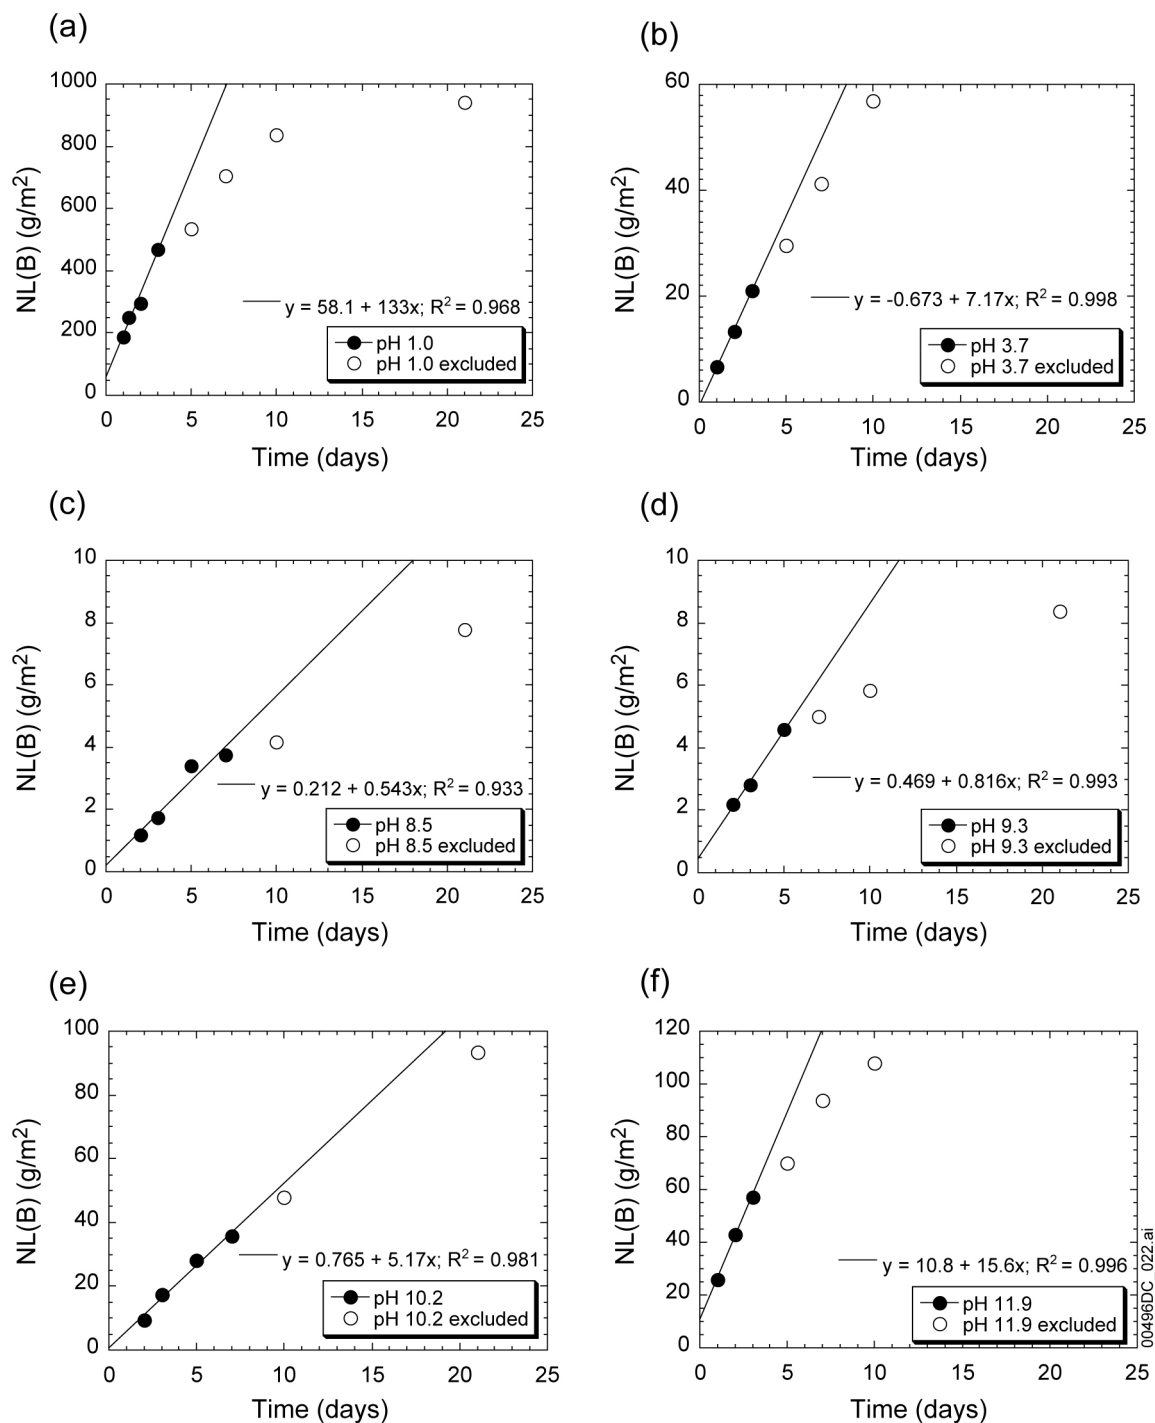 (a)
1000
800
600
400
200
0
NL(B) (g/m²)
y = 58.1 + 133x; R² = 0.968
pH 1.0
pH 1.0 excluded
0 5 10 15 20 25
Time (days)
(b)
60
40
20
0
NL(B) (g/m²)
y = -0.673 + 7.17x; R² = 0.998
pH 3.7
pH 3.7 excluded
0 5 10 15 20 25
Time (days)
(c)
10
8
6
4
2
0
NL(B) (g/m²)
y = 0.212 + 0.543x; R² = 0.933
pH 8.5
pH 8.5 excluded
0 5 10 15 20 25
Time (days)
(d)
10
8
6
4
2
0
NL(B) (g/m²)
y = 0.469 + 0.816x; R² = 0.993
pH 9.3
pH 9.3 excluded
0 5 10 15 20 25
Time (days)
(e)
100
80
60
40
20
0
NL(B) (g/m²)
y = 0.765 + 5.17x; R² = 0.981
pH 10.2
pH 10.2 excluded
0 5 10 15 20 25
Time (days)
(f)
120
100
80
60
40
20
0
NL(B) (g/m²)
y = 10.8 + 15.6x; R² = 0.996
pH 11.9
pH 11.9 excluded
0 5 10 15 20 25
Time (days)
00496DC_022.ai